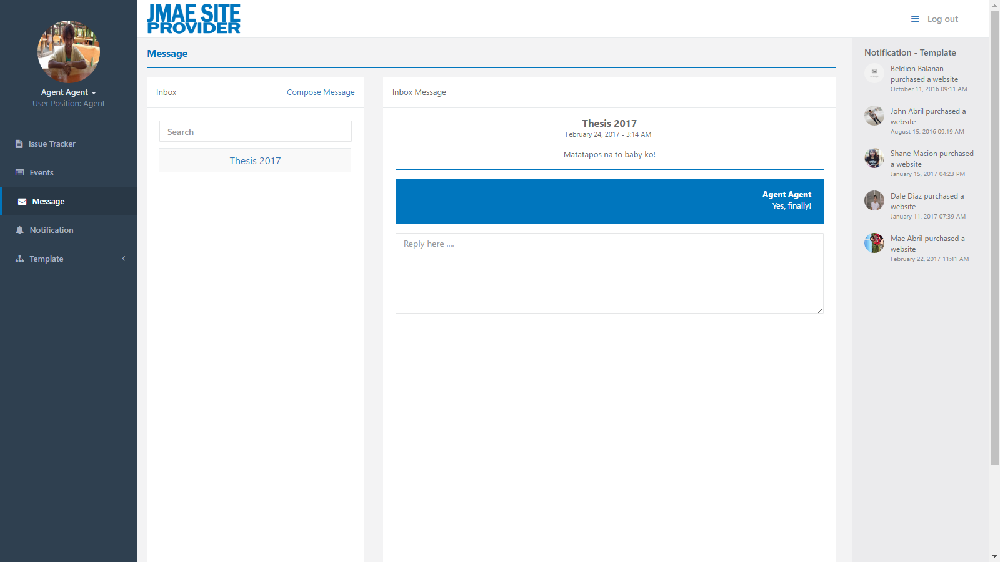 JMAE SITE
PROVIDER
Log out
Agent Agent
User Position: Agent
Issue Tracker
Events
Message
Notification
Template
Message
Inbox
Compose Message
Search
Thesis 2017
Inbox Message
Thesis 2017
February 24, 2017 - 3:14 AM
Matatapos na to baby ko!
Agent Agent
Yes, finally!
Reply here ....
Notification - Template
Beldion Balanan
purchased a website
October 11, 2016 09:11 AM
John Abril purchased a
website
August 15, 2016 09:19 AM
Shane Macion purchased
a website
January 15, 2017 04:23 PM
Dale Diaz purchased a
website
January 11, 2017 07:39 AM
Mae Abril purchased a
website
February 22, 2017 11:41 AM